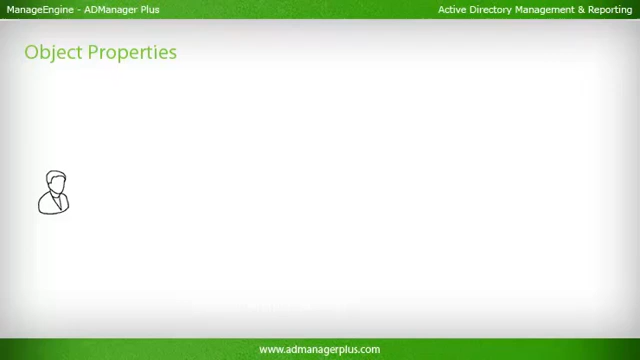 ManageEngine - ADManager Plus
Active Directory Management & Reporting
Object Properties
www.admanagerplus.com